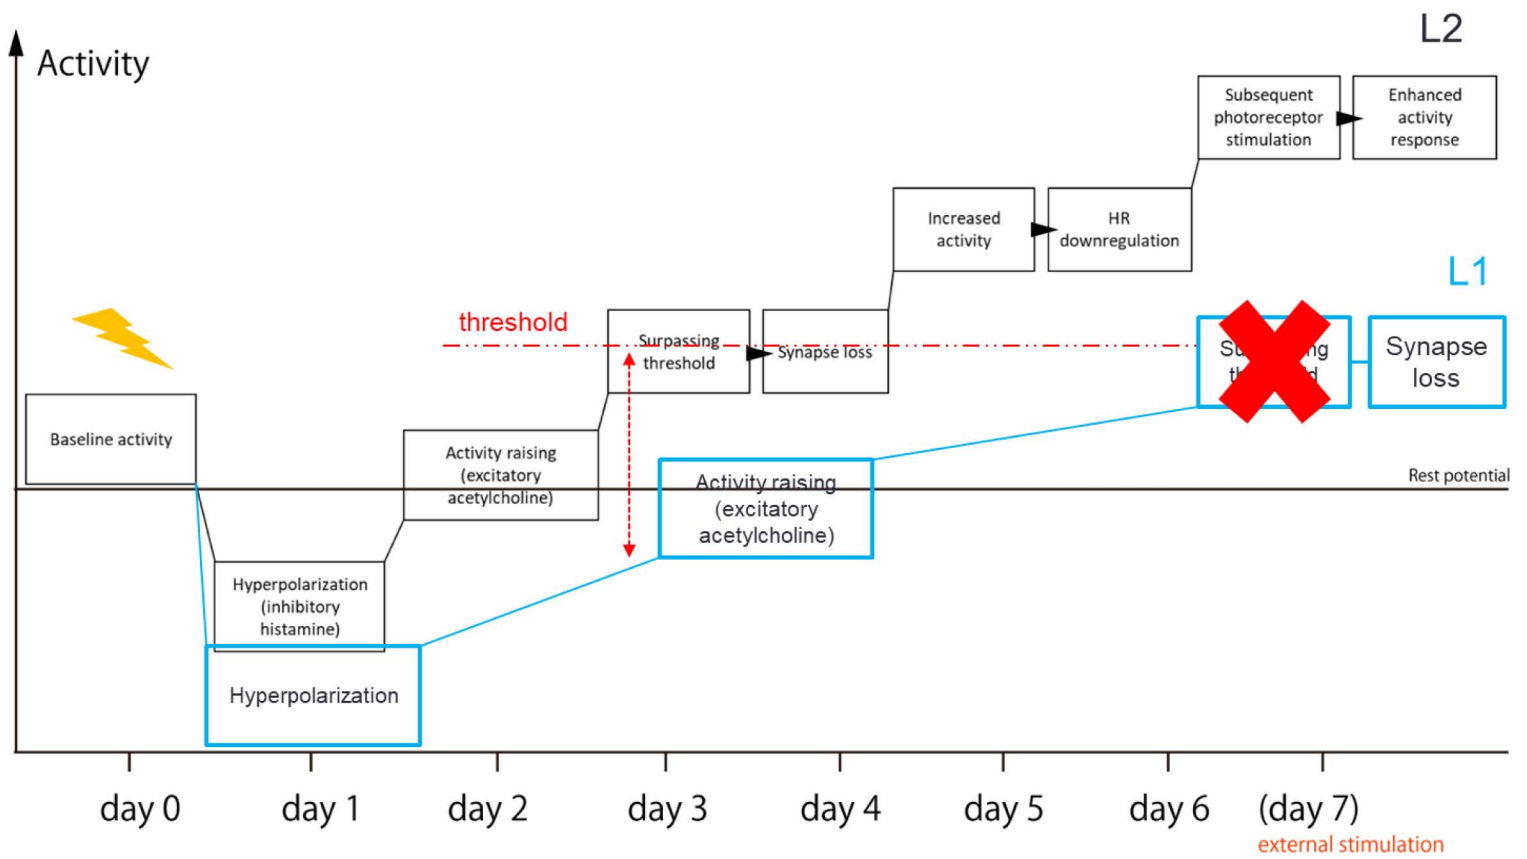 L2
Activity
Subsequent
photoreceptor
stimulation
Enhanced
activity
response
Increased
activity
HR
downregulation
L1
threshold
Surpassing
threshold
Synapse loss
Synapse
loss
Baseline activity
Activity raising
(excitatory
acetylcholine)
Rest potential
Activity raising
(excitatory
acetylcholine)
Hyperpolarization
(inhibitory
histamine)
Hyperpolarization
day 0
day 1
day 2
day 3
day 4
day 5
day 6
(day 7)
external stimulation